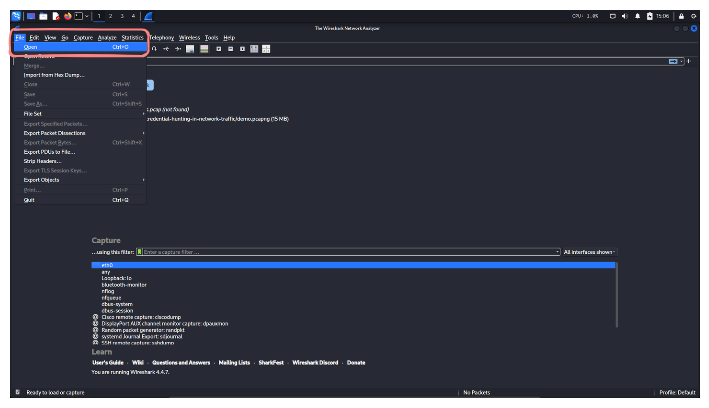 1 2 3 4
CPU: 1.0%
15:06
The Wireshark Network Analyzer
File Edit View Go Capture Analyze Statistics Telephony Wireless Tools Help
Open Ctrl+O
Merge...
Import from Hex Dump...
Close Ctrl+W
Save Ctrl+S
Save As... Ctrl+Shift+S
.pcap (not found)
File Set
credential-hunting-in-network-traffic/demo.pcapng (15 MB)
Export Specified Packets...
Export Packet Dissections
Export Packet Bytes... Ctrl+Shift+X
Export PDUs to File...
Strip Headers...
Export TLS Session Keys...
Export Objects
Print... Ctrl+P
Quit Ctrl+Q
Capture
...using this filter: Enter a capture filter ... All interfaces shown
eth0
any
Loopback: lo
bluetooth-monitor
nflog
nfqueue
dbus-system
dbus-session
Cisco remote capture: ciscodump
DisplayPort AUX channel monitor capture: dpauxmon
Random packet generator: randpkt
systemd Journal Export: sdjournal
SSH remote capture: sshdump
Learn
User's Guide · Wiki · Questions and Answers · Mailing Lists · SharkFest · Wireshark Discord · Donate
You are running Wireshark 4.4.7.
Ready to load or capture
No Packets
Profile: Default